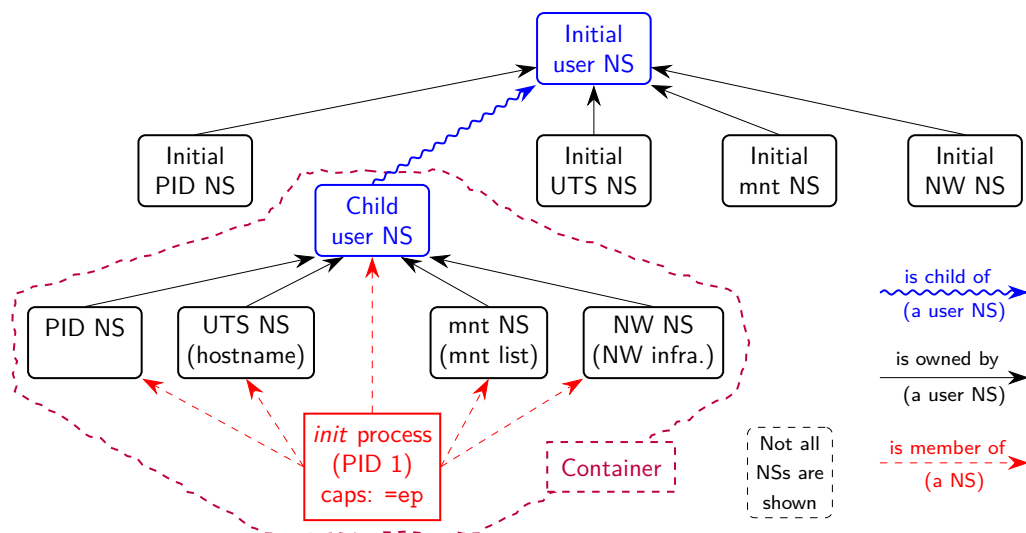 Initial
user NS
Initial
PID NS
Initial
UTS NS
Initial
mnt NS
Initial
NW NS
Child
user NS
PID NS
UTS NS
(hostname)
mnt NS
(mnt list)
NW NS
(NW infra.)
init process
(PID 1)
caps: =ep
Container
Not all
NSs are
shown
is child of
(a user NS)
is owned by
(a user NS)
is member of
(a NS)